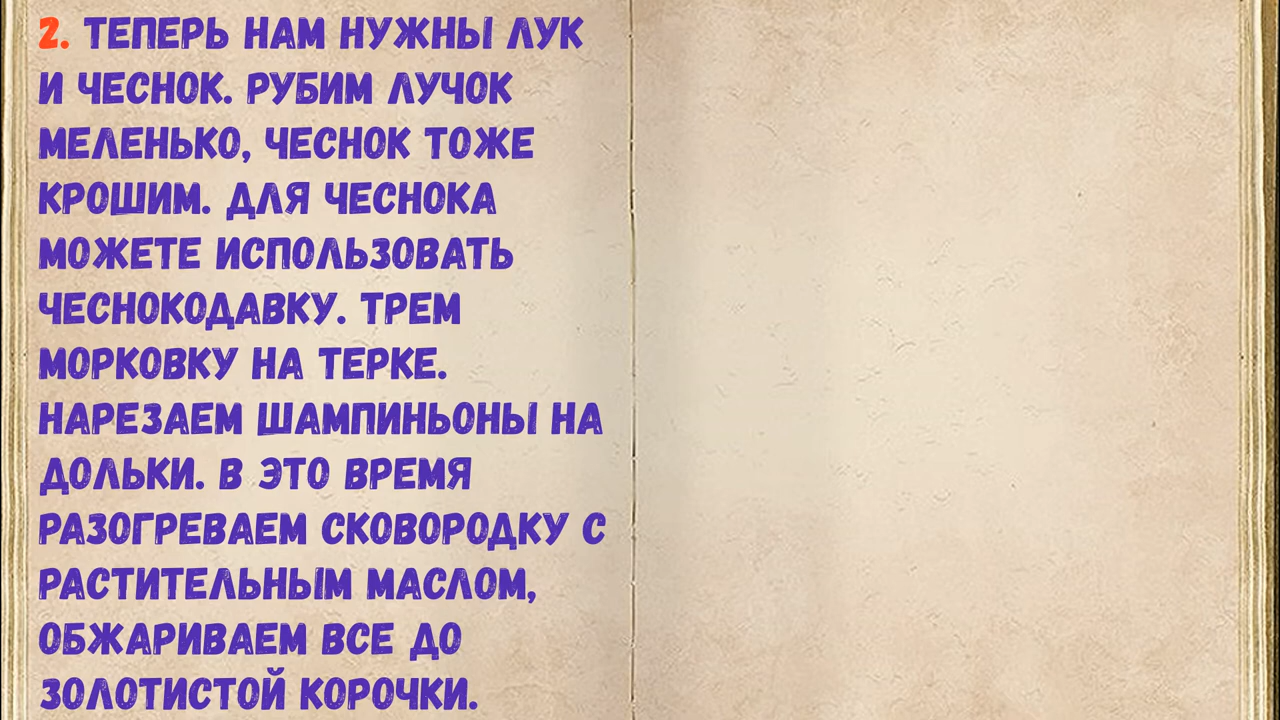 2. ТЕПЕРЬ НАМ НУЖНЫ ЛУК
И ЧЕСНОК. РУБИМ ЛУЧОК
МЕЛЕНЬКО, ЧЕСНОК ТОЖЕ
КРОШИМ. ДЛЯ ЧЕСНОКА
МОЖЕТЕ ИСПОЛЬЗОВАТЬ
ЧЕСНОКОДАВКУ. ТРЕМ
МОРКОВКУ НА ТЕРКЕ.
НАРЕЗАЕМ ШАМПИНЬОНЫ НА
ДОЛЬКИ. В ЭТО ВРЕМЯ
РАЗОГРЕВАЕМ СКОВОРОДКУ С
РАСТИТЕЛЬНЫМ МАСЛОМ,
ОБЖАРИВАЕМ ВСЕ ДО
ЗОЛОТИСТОЙ КОРОЧКИ.